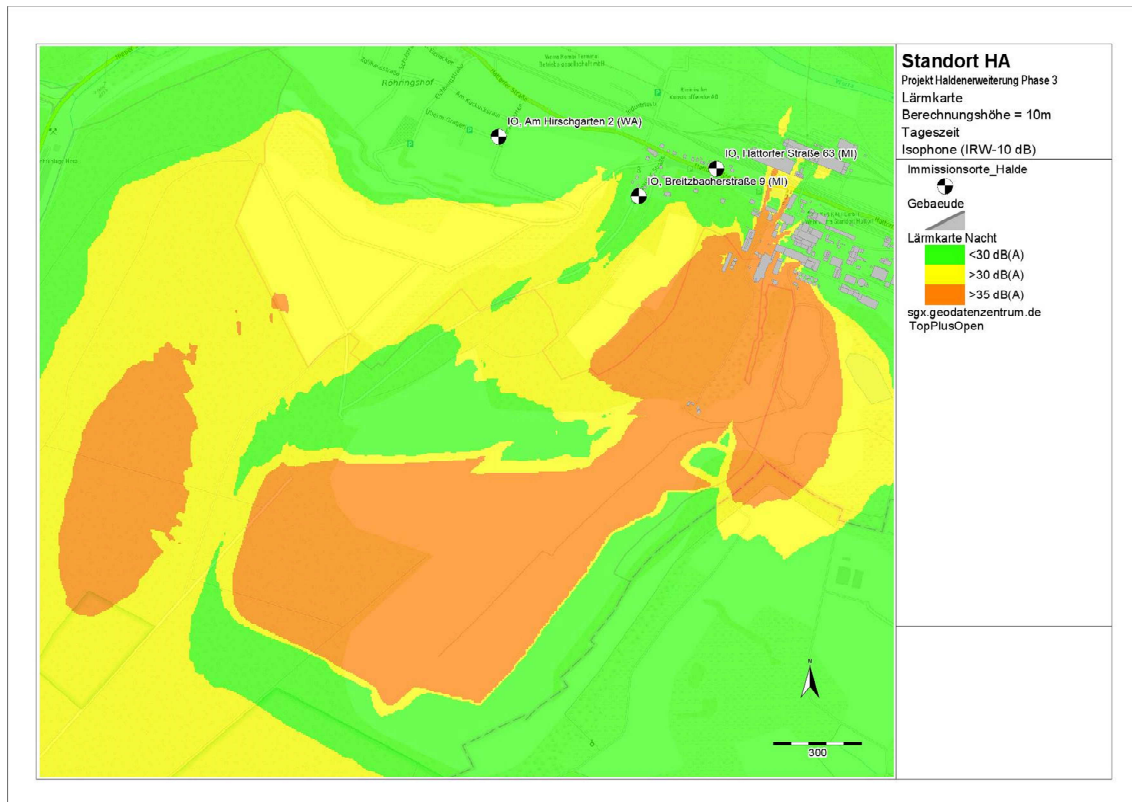 Standort HA
Projekt Haldenerweiterung Phase 3
Lärmkarte
Berechnungshöhe = 10m
Tageszeit
Isophone (IRW-10 dB)
Immissionsorte_Halde
Gebaeude
Lärmkarte Nacht
<30 dB(A)
>30 dB(A)
>35 dB(A)
sgx.geodatenzentrum.de
TopPlusOpen
Röhringshof
IO, Am Hirschgarten 2 (WA)
IO, Hattorfer Straße 63 (MI)
IO, Breitzbacherstraße 9 (MI)
N
300